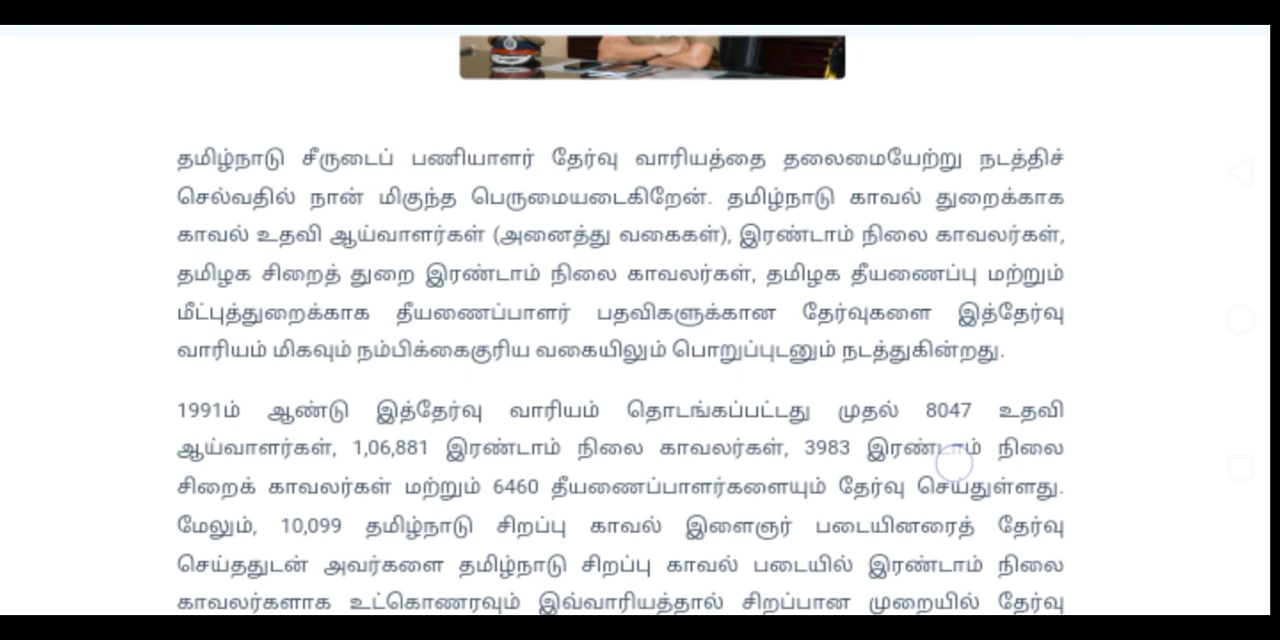 தமிழ்நாடு சீருடைப் பணியாளர் தேர்வு வாரியத்தை தலைமையேற்று நடத்திச்
செல்வதில் நான் மிகுந்த பெருமையடைகிறேன். தமிழ்நாடு காவல் துறைக்காக
காவல் உதவி ஆய்வாளர்கள் (அனைத்து வகைகள்), இரண்டாம் நிலை காவலர்கள்,
தமிழக சிறைத் துறை இரண்டாம் நிலை காவலர்கள், தமிழக தீயணைப்பு மற்றும்
மீட்புத்துறைக்காக தீயணைப்பாளர் பதவிகளுக்கான தேர்வுகளை இத்தேர்வு
வாரியம் மிகவும் நம்பிக்கைகுரிய வகையிலும் பொறுப்புடனும் நடத்துகின்றது.
1991ம் ஆண்டு இத்தேர்வு வாரியம் தொடங்கப்பட்டது முதல் 8047 உதவி
ஆய்வாளர்கள், 1,06,881 இரண்டாம் நிலை காவலர்கள், 3983 இரண்டாம் நிலை
சிறைக் காவலர்கள் மற்றும் 6460 தீயணைப்பாளர்களையும் தேர்வு செய்துள்ளது.
மேலும், 10,099 தமிழ்நாடு சிறப்பு காவல் இளைஞர் படையினரைத் தேர்வு
செய்ததுடன் அவர்களை தமிழ்நாடு சிறப்பு காவல் படையில் இரண்டாம் நிலை
காவலர்களாக உட்கொணரவும் இவ்வாரியத்தால் சிறப்பான முறையில் தேர்வு